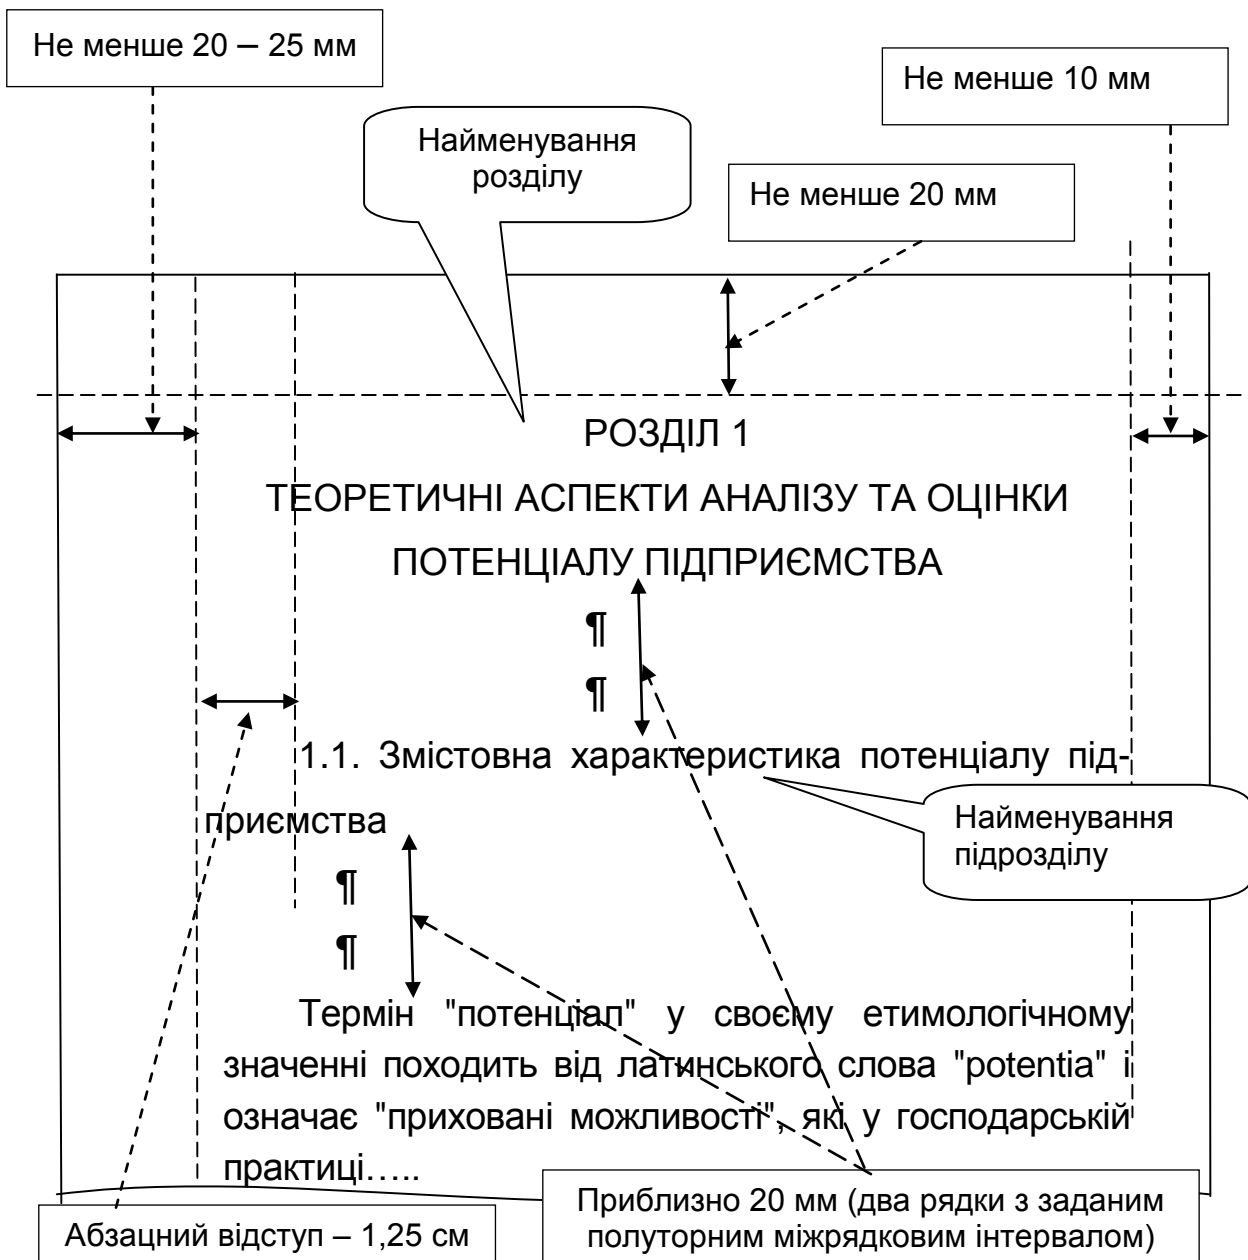 Не менше 20 – 25 мм
Не менше 10 мм
Найменування
розділу
Не менше 20 мм
РОЗДІЛ 1
ТЕОРЕТИЧНІ АСПЕКТИ АНАЛІЗУ ТА ОЦІНКИ
ПОТЕНЦІАЛУ ПІДПРИЄМСТВА
¶
¶
1.1. Змістовна характеристика потенціалу під-
приємства
Найменування
підрозділу
¶
¶
Термін "потенціал" у своєму етимологічному
значенні походить від латинського слова "potentia" і
означає "приховані можливості", які у господарській
практиці…..
Абзацний відступ – 1,25 см
Приблизно 20 мм (два рядки з заданим
полуторним міжрядковим інтервалом)